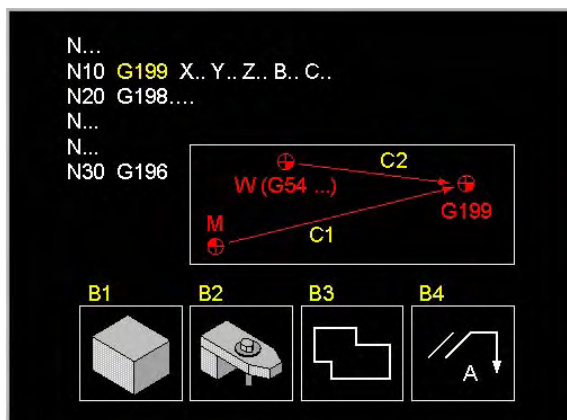 N...
N10 G199 X.. Y.. Z.. B.. C..
N20 G198....
N...
N...
N30 G196
C2
W (G54 ...)
G199
M
C1
B1 B2 B3 B4
A